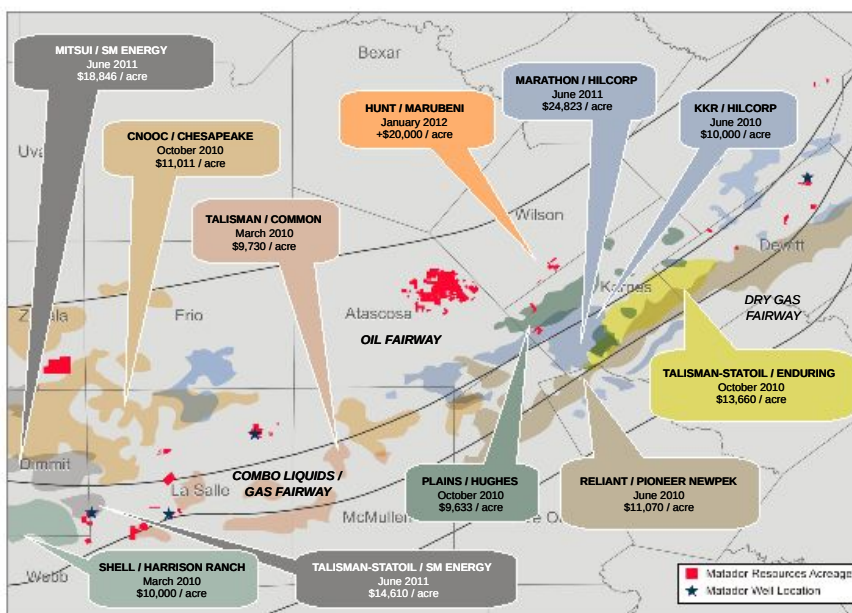 MITSUI / SM ENERGY
June 2011
$18,846 / acre
Bexar
MARATHON / HILCORP
June 2011
$24,823 / acre
HUNT / MARUBENI
January 2012
+$20,000 / acre
KKR / HILCORP
June 2010
$10,000 / acre
CNOOC / CHESAPEAKE
October 2010
$11,011 / acre
Uva
TALISMAN / COMMON
March 2010
$9,730 / acre
Wilson
Dewitt
Karnes
DRY GAS
FAIRWAY
Frio
Atascosa
OIL FAIRWAY
TALISMAN-STATOIL / ENDURING
October 2010
$13,660 / acre
Dimmit
COMBO LIQUIDS /
GAS FAIRWAY
La Salle
PLAINS / HUGHES
October 2010
$9,633 / acre
RELIANT / PIONEER NEWPEK
June 2010
$11,070 / acre
McMullen
SHELL / HARRISON RANCH
March 2010
$10,000 / acre
TALISMAN-STATOIL / SM ENERGY
June 2011
$14,610 / acre
Webb
Matador Resources Acreage
Matador Well Location